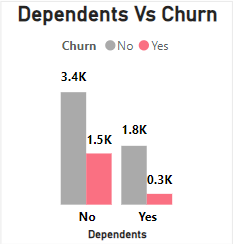 Dependents Vs Churn
Churn No Yes
3.4K
1.5K
1.8K
0.3K
No Yes
Dependents